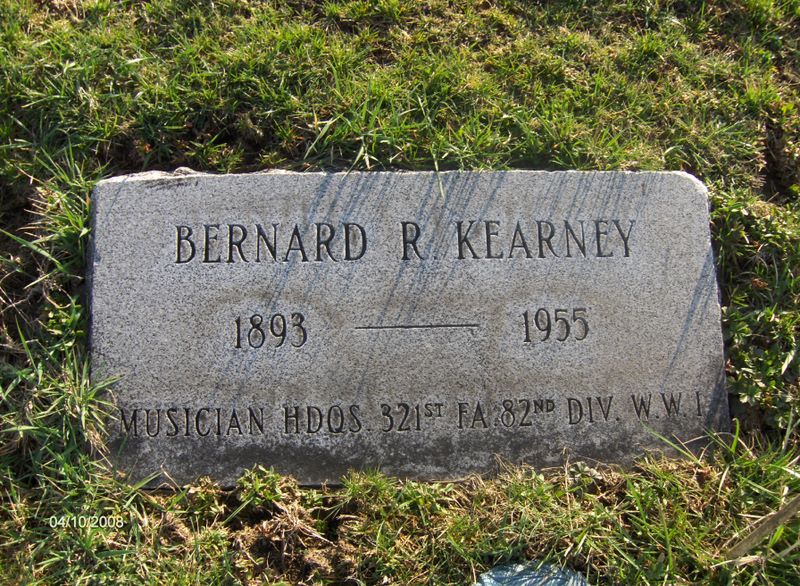 BERNARD R. KEARNEY
1893 — 1955
MUSICIAN HDQS. 321ST FA. 82ND DIV. W.W.I
04/10/2008